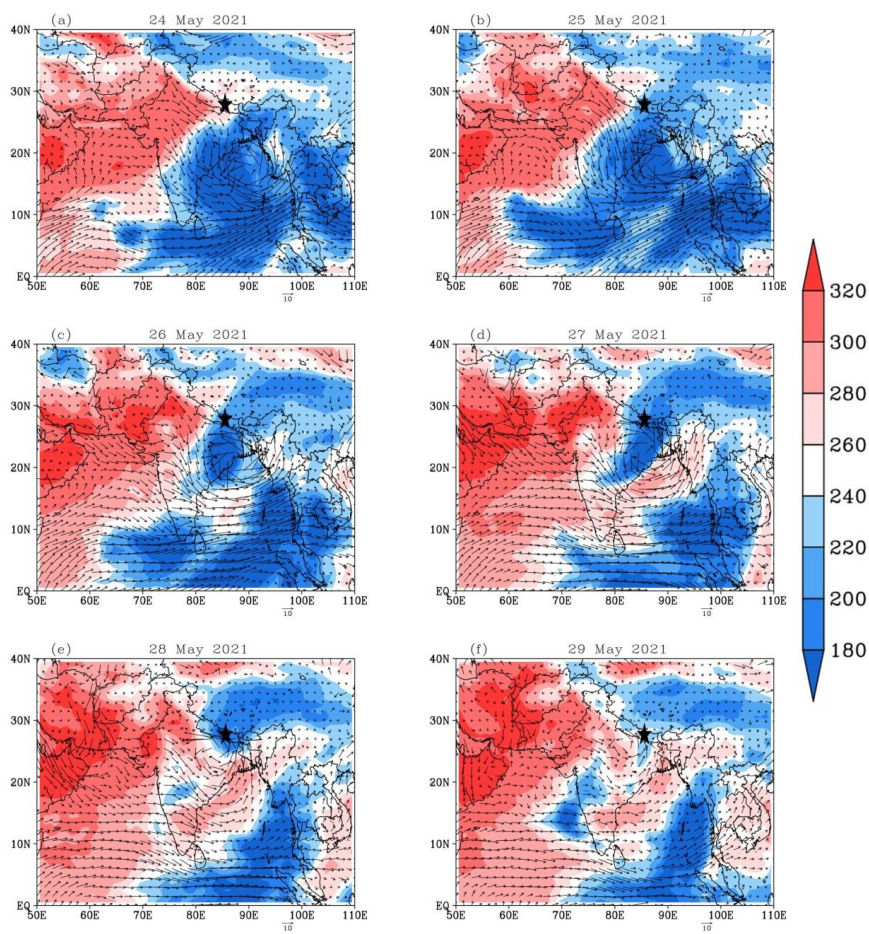 (a) 24 May 2021
40N
30N
20N
10N
EQ
50E 60E 70E 80E 90E 100E 110E
10
(b) 25 May 2021
40N
30N
20N
10N
EQ
50E 60E 70E 80E 90E 100E 110E
10
(c) 26 May 2021
40N
30N
20N
10N
EQ
50E 60E 70E 80E 90E 100E 110E
10
(d) 27 May 2021
40N
30N
20N
10N
EQ
50E 60E 70E 80E 90E 100E 110E
10
(e) 28 May 2021
40N
30N
20N
10N
EQ
50E 60E 70E 80E 90E 100E 110E
10
(f) 29 May 2021
40N
30N
20N
10N
EQ
50E 60E 70E 80E 90E 100E 110E
10
320
300
280
260
240
220
200
180